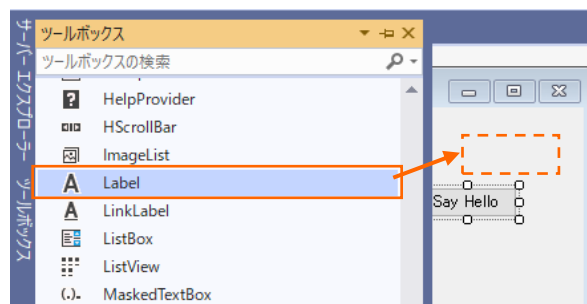 サーバー エクスプローラー
ツールボックス
ツールボックス
ツールボックスの検索
HelpProvider
HScrollBar
ImageList
Label
LinkLabel
ListBox
ListView
MaskedTextBox
Say Hello